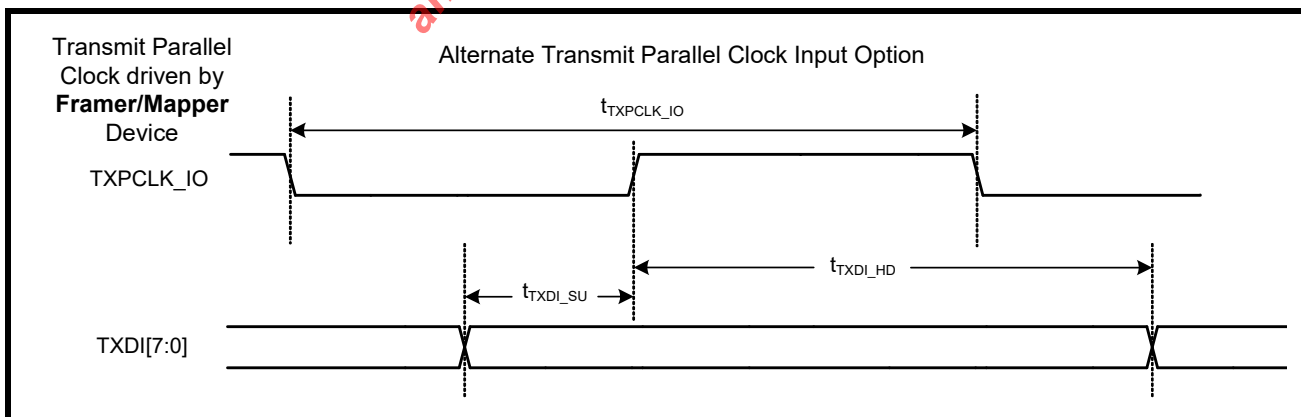 Transmit Parallel
Clock driven by
Framer/Mapper
Device
Alternate Transmit Parallel Clock Input Option
tTXPCLK_IO
TXPCLK_IO
tTXDI_HD
tTXDI_SU
TXDI[7:0]